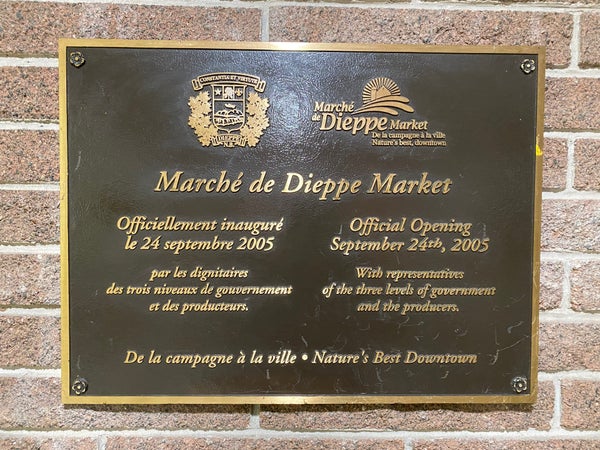 CONSTANTIA ET VIRTUTE
DIEPPE
N.B.
Marché
de Dieppe Market
De la campagne à la ville
Nature's best, downtown
Marché de Dieppe Market
Officiellement inauguré
le 24 septembre 2005
par les dignitaires
des trois niveaux de gouvernement
et des producteurs.
Official Opening
September 24th, 2005
With representatives
of the three levels of government
and the producers.
De la campagne à la ville • Nature's Best Downtown